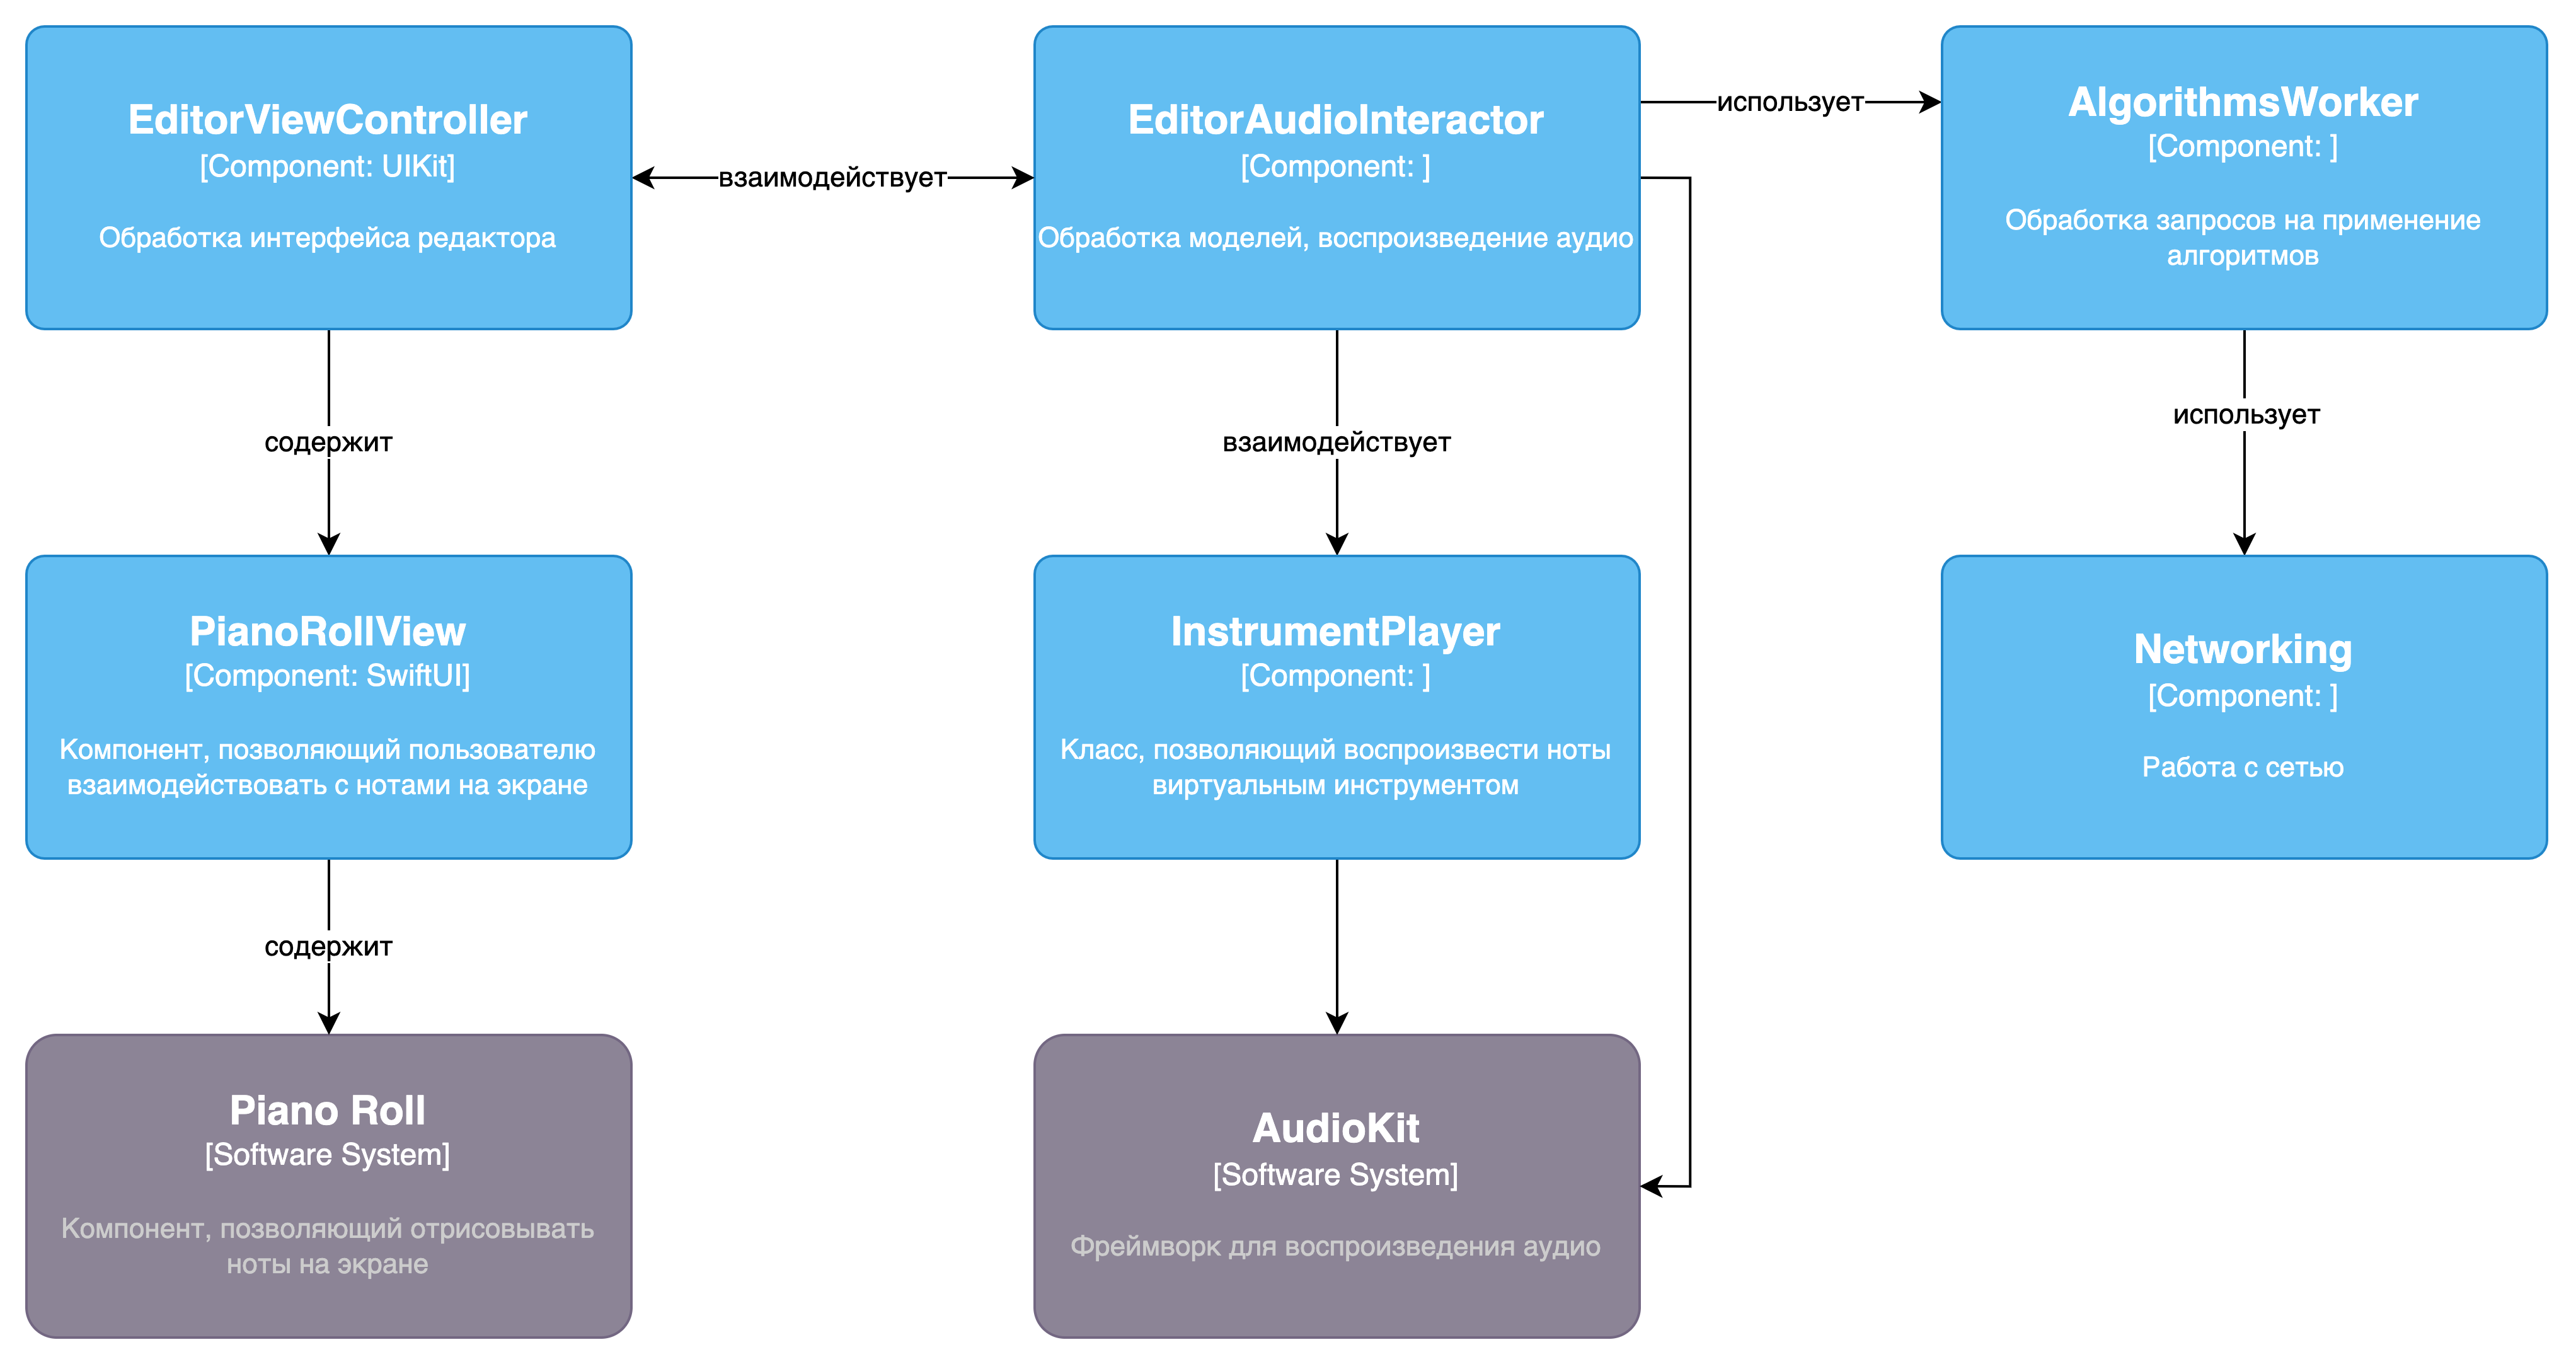 EditorViewController
[Component: UIKit]
Обработка интерфейса редактора
взаимодействует
EditorAudioInteractor
[Component: ]
Обработка моделей, воспроизведение аудио
использует
AlgorithmsWorker
[Component: ]
Обработка запросов на применение
алгоритмов
содержит
взаимодействует
использует
PianoRollView
[Component: SwiftUI]
Компонент, позволяющий пользователю
взаимодействовать с нотами на экране
InstrumentPlayer
[Component: ]
Класс, позволяющий воспроизвести ноты
виртуальным инструментом
Networking
[Component: ]
Работа с сетью
содержит
Piano Roll
[Software System]
Компонент, позволяющий отрисовывать
ноты на экране
AudioKit
[Software System]
Фреймворк для воспроизведения аудио